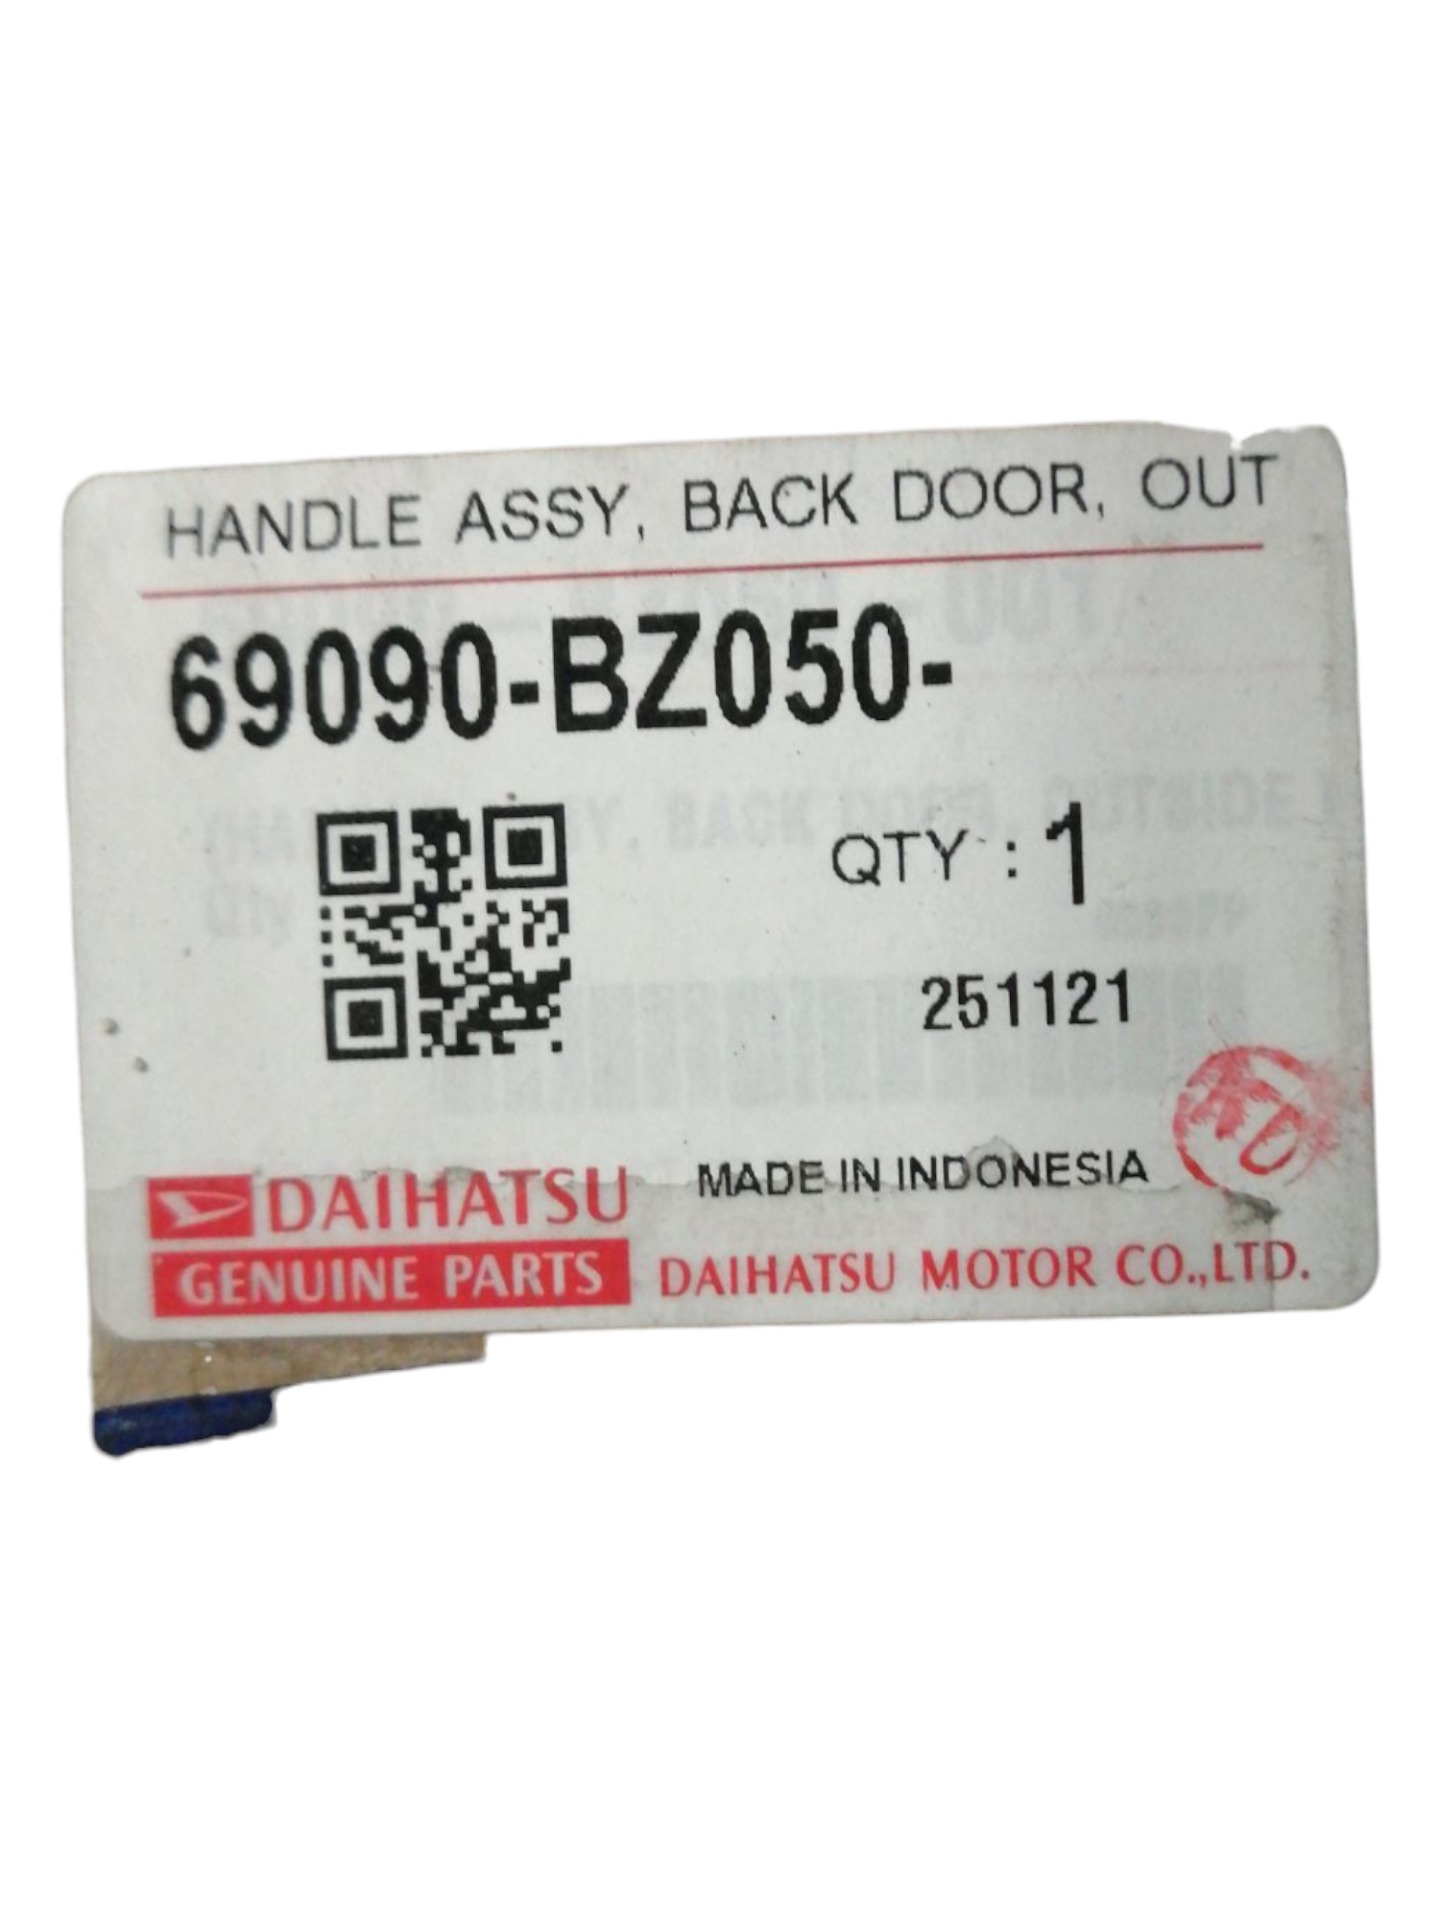 HANDLE ASSY, BACK DOOR, OUT
69090-BZ050-
QTY : 1
251121
MADE IN INDONESIA
DAIHATSU
GENUINE PARTS
DAIHATSU MOTOR CO.,LTD.